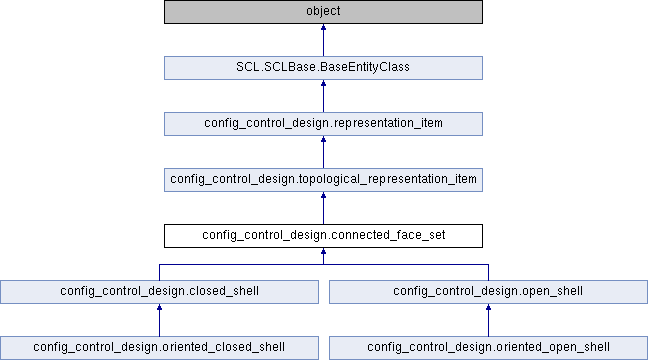 object
SCL.SCLBase.BaseEntityClass
config_control_design.representation_item
config_control_design.topological_representation_item
config_control_design.connected_face_set
config_control_design.closed_shell
config_control_design.open_shell
config_control_design.oriented_closed_shell
config_control_design.oriented_open_shell